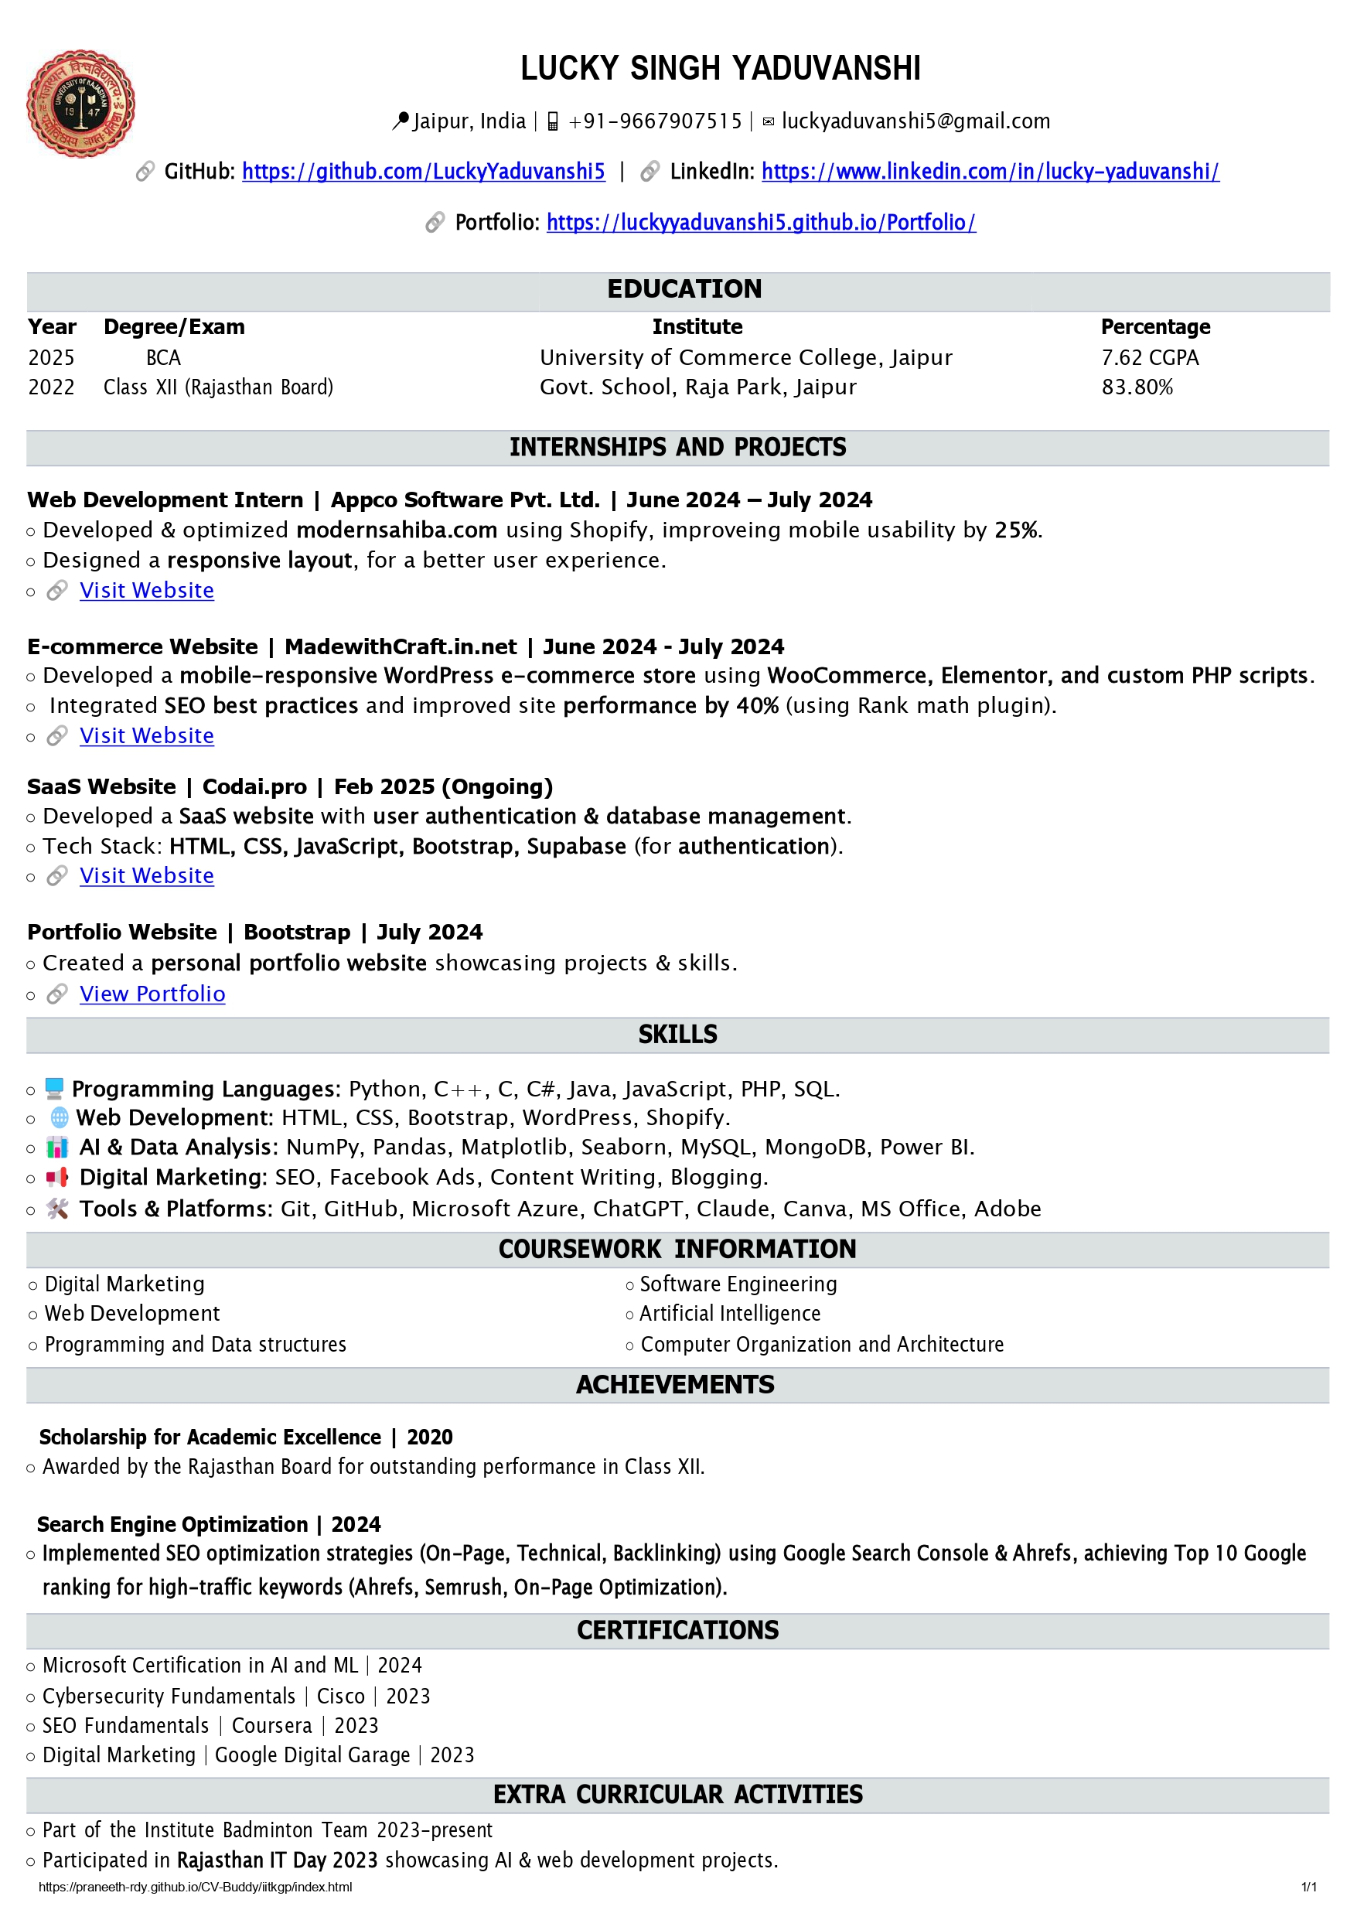 LUCKY SINGH YADUVANSHI
Jaipur, India | +91-9667907515 | ✉ luckyaduvanshi5@gmail.com
GitHub: https://github.com/LuckyYaduvanshi5 | LinkedIn: https://www.linkedin.com/in/lucky-yaduvanshi/
Portfolio: https://luckyyaduvanshi5.github.io/Portfolio/
EDUCATION
Year Degree/Exam Institute Percentage
2025 BCA University of Commerce College, Jaipur 7.62 CGPA
2022 Class XII (Rajasthan Board) Govt. School, Raja Park, Jaipur 83.80%
INTERNSHIPS AND PROJECTS
Web Development Intern | Appco Software Pvt. Ltd. | June 2024 – July 2024
○ Developed & optimized modernsahiba.com using Shopify, improveing mobile usability by 25%.
○ Designed a responsive layout, for a better user experience.
○ Visit Website
E-commerce Website | MadewithCraft.in.net | June 2024 - July 2024
○ Developed a mobile-responsive WordPress e-commerce store using WooCommerce, Elementor, and custom PHP scripts.
○ Integrated SEO best practices and improved site performance by 40% (using Rank math plugin).
○ Visit Website
SaaS Website | Codai.pro | Feb 2025 (Ongoing)
○ Developed a SaaS website with user authentication & database management.
○ Tech Stack: HTML, CSS, JavaScript, Bootstrap, Supabase (for authentication).
○ Visit Website
Portfolio Website | Bootstrap | July 2024
○ Created a personal portfolio website showcasing projects & skills.
○ View Portfolio
SKILLS
○ Programming Languages: Python, C++, C, C#, Java, JavaScript, PHP, SQL.
○ Web Development: HTML, CSS, Bootstrap, WordPress, Shopify.
○ AI & Data Analysis: NumPy, Pandas, Matplotlib, Seaborn, MySQL, MongoDB, Power BI.
○ Digital Marketing: SEO, Facebook Ads, Content Writing, Blogging.
○ Tools & Platforms: Git, GitHub, Microsoft Azure, ChatGPT, Claude, Canva, MS Office, Adobe
COURSEWORK INFORMATION
○ Digital Marketing ○ Software Engineering
○ Web Development ○ Artificial Intelligence
○ Programming and Data structures ○ Computer Organization and Architecture
ACHIEVEMENTS
Scholarship for Academic Excellence | 2020
○ Awarded by the Rajasthan Board for outstanding performance in Class XII.
Search Engine Optimization | 2024
○ Implemented SEO optimization strategies (On-Page, Technical, Backlinking) using Google Search Console & Ahrefs, achieving Top 10 Google
ranking for high-traffic keywords (Ahrefs, Semrush, On-Page Optimization).
CERTIFICATIONS
○ Microsoft Certification in AI and ML | 2024
○ Cybersecurity Fundamentals | Cisco | 2023
○ SEO Fundamentals | Coursera | 2023
○ Digital Marketing | Google Digital Garage | 2023
EXTRA CURRICULAR ACTIVITIES
○ Part of the Institute Badminton Team 2023-present
○ Participated in Rajasthan IT Day 2023 showcasing AI & web development projects.
https://praneeth-rdy.github.io/CV-Buddy/iitkgp/index.html 1/1